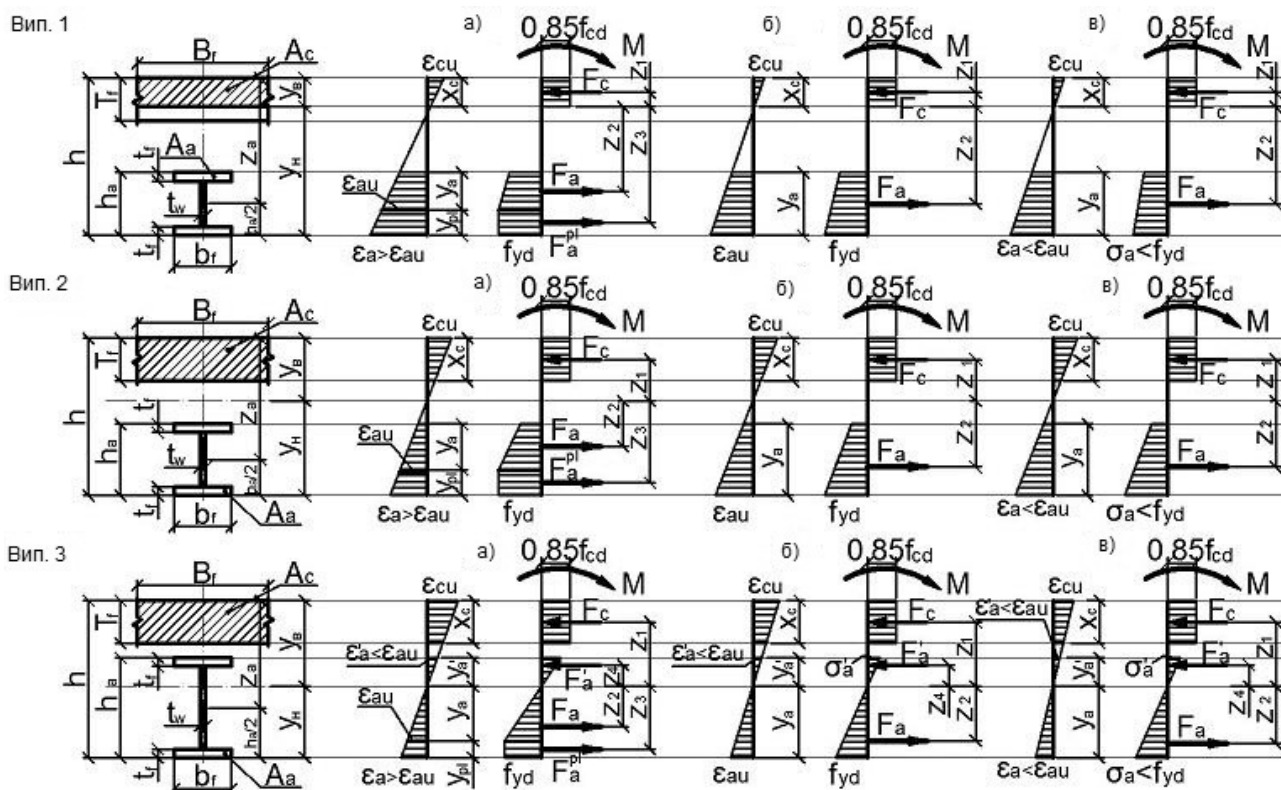 Вип. 1
а)
0,85fcd
б)
0,85fcd
в)
0,85fcd
Bf
Ac
εcu
M
εcu
M
εcu
M
Tf
yв
xc
Fc
z1
xc
Fc
z1
xc
Fc
z1
h
tf
Aa
za
yн
z2
z3
z2
z2
ha
tw
ha/2
εau
ya
Fa
ya
Fa
ya
Fa
tf
bf
ypl
εa>εau
fyd
Fapl
εau
fyd
εa<εau
σa<fyd
Вип. 2
а)
0,85fcd
б)
0,85fcd
в)
0,85fcd
Bf
Ac
εcu
M
εcu
M
εcu
M
Tf
yв
xc
Fc
z1
xc
Fc
z1
xc
Fc
z1
h
tf
za
yн
z2
z3
z2
z2
ha
tw
ha/2
εau
ya
Fa
ya
Fa
ya
Fa
ypl
Fapl
tf
bf
Aa
εa>εau
fyd
εau
fyd
εa<εau
σa<fyd
Вип. 3
а)
0,85fcd
б)
0,85fcd
в)
0,85fcd
Bf
Ac
εcu
M
εcu
M
εcu
M
Tf
yв
xc
Fc
z1
xc
Fc
ε'a<εau
z1
xc
Fc
z1
h
tf
za
ε'a<εau
y'a
Fa'
z4
ε'a<εau
y'a
σa'
Fa'
z4
y'a
σa'
Fa'
z4
ha
tw
yн
ha/2
εau
ya
z2
z3
Fa
ya
z2
Fa
ya
z2
Fa
tf
bf
Aa
ypl
εa>εau
fyd
Fapl
εau
fyd
εa<εau
σa<fyd